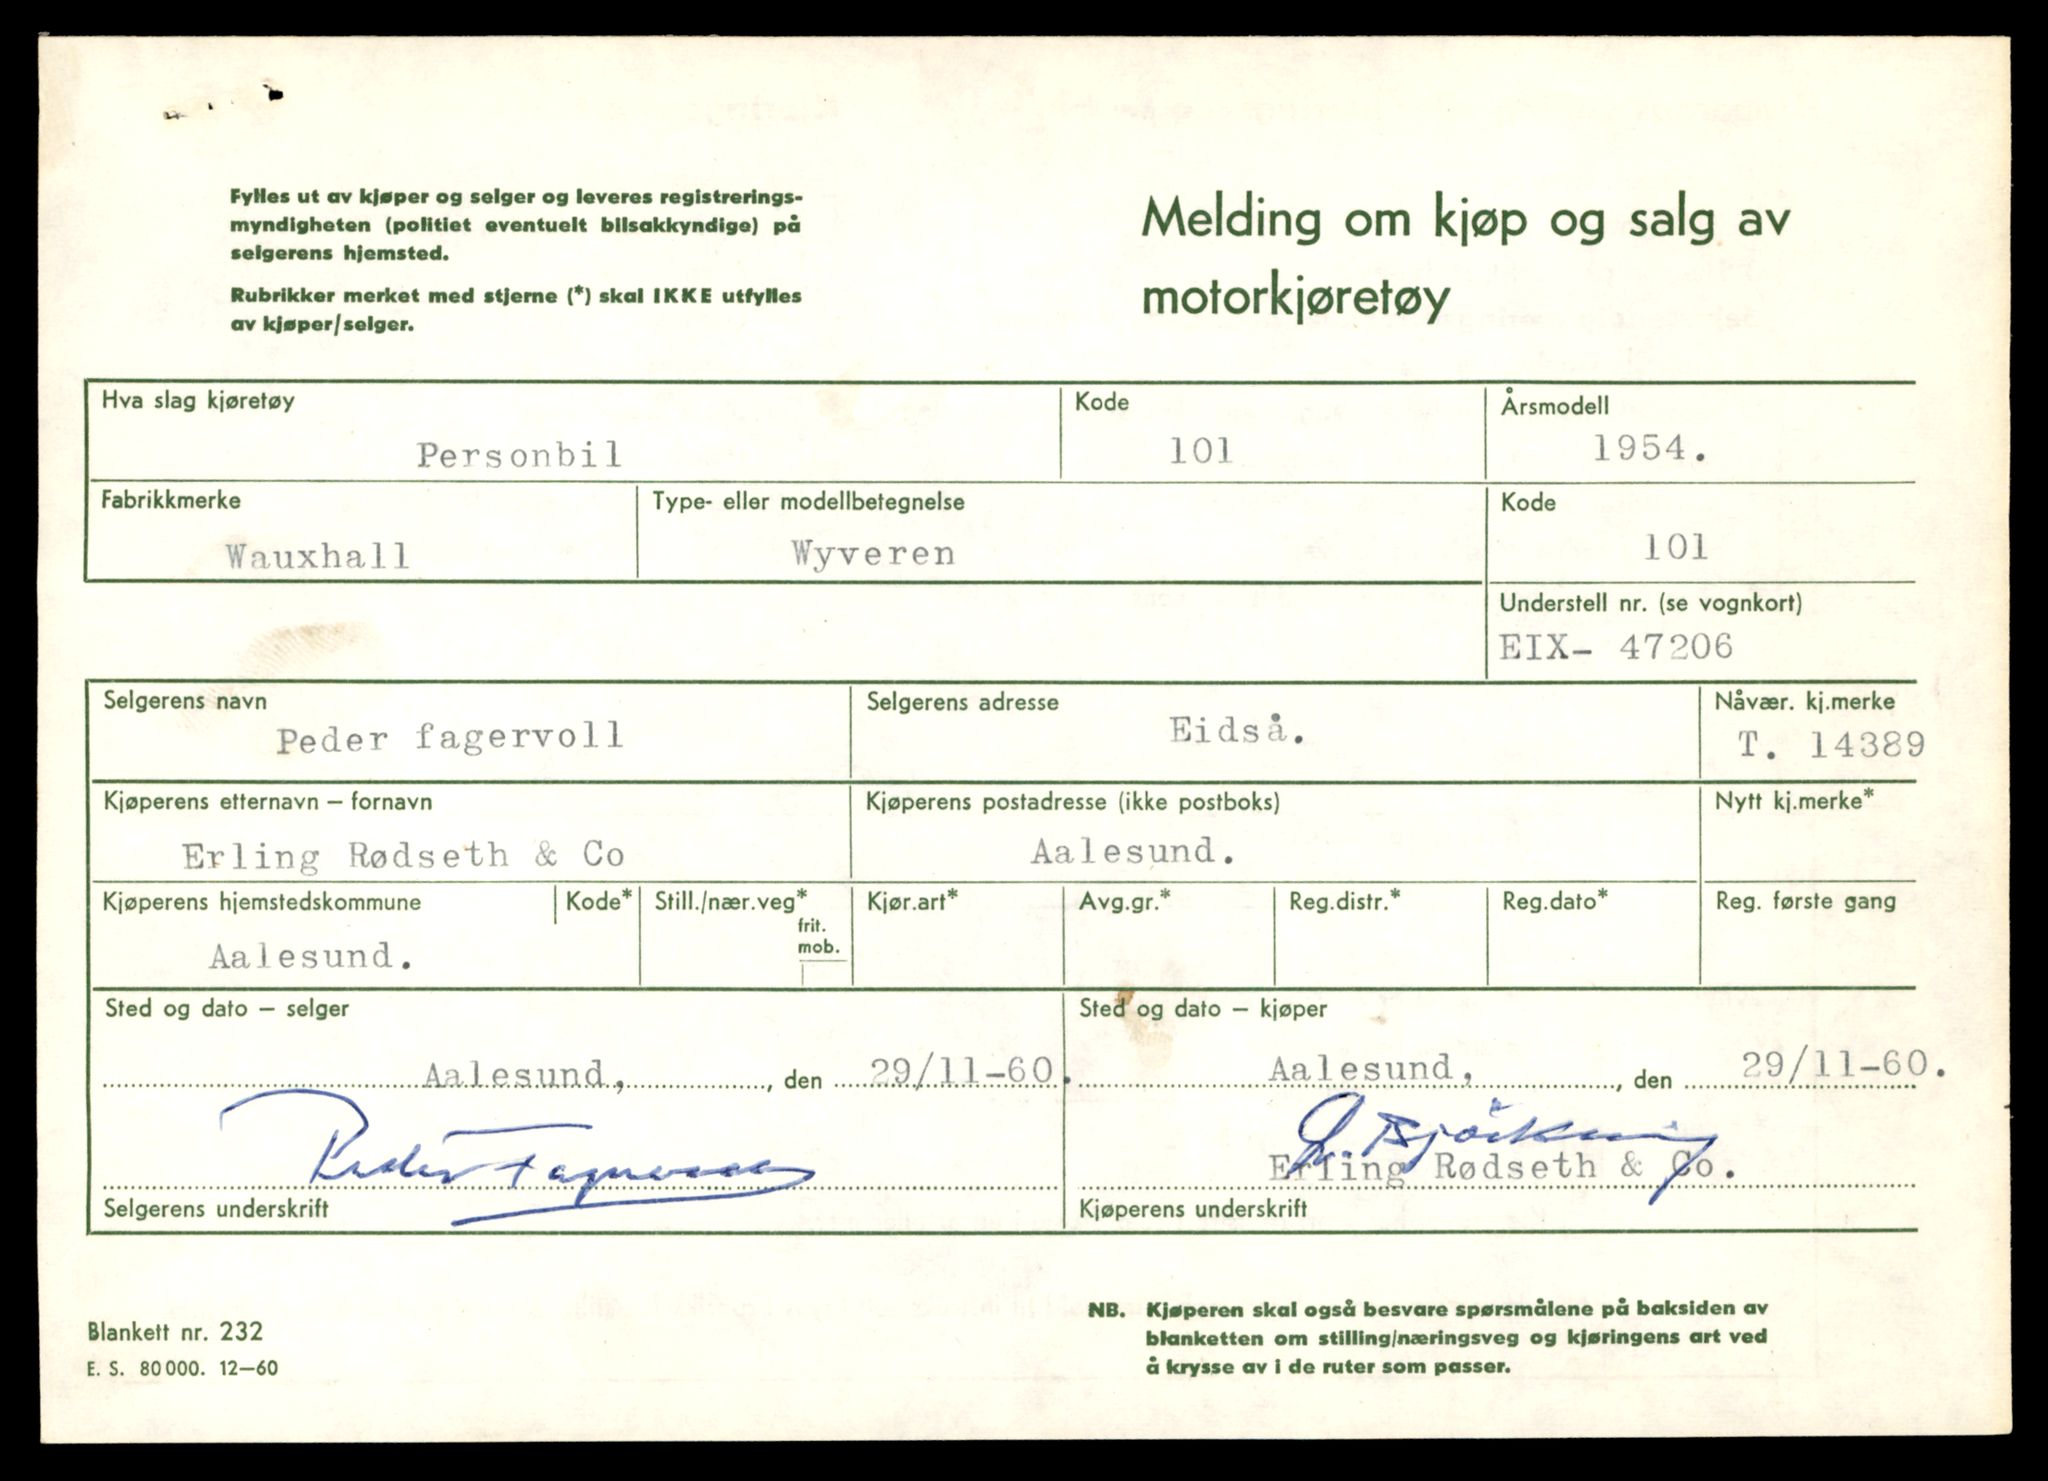 Fylles ut av kjøper og selger og leveres registrerings-
myndigheten (politiet eventuelt bilsakkyndige) på
selgerens hjemsted.
Rubrikker merket med stjerne (*) skal IKKE utfylles
av kjøper/selger.
Melding om kjøp og salg av
motorkjøretøy
Hva slag kjøretøy
Personbil
Kode
101
Årsmodell
1954.
Fabrikkmerke
Wauxhall
Type- eller modellbetegnelse
Wyveren
Kode
101
Understell nr. (se vognkort)
EIX- 47206
Selgerens navn
Peder fagervoll
Selgerens adresse
Eidså.
Nåvær. kj.merke
T. 14389
Kjøperens etternavn – fornavn
Erling Rødseth & Co
Kjøperens postadresse (ikke postboks)
Aalesund.
Nytt kj.merke*
Kjøperens hjemstedskommune
Aalesund.
Kode*
Still./nær.veg*
frit.
mob.
Kjør.art*
Avg.gr.*
Reg.distr.*
Reg.dato*
Reg. første gang
Sted og dato – selger
Aalesund, , den 29/11-60.
Peder Fagervoll
Selgerens underskrift
Sted og dato – kjøper
Aalesund, , den 29/11-60.
Erling Rødseth & Co.
Kjøperens underskrift
Blankett nr. 232
E. S. 80 000. 12–60
NB. Kjøperen skal også besvare spørsmålene på baksiden av
blanketten om stilling/næringsveg og kjøringens art ved
å krysse av i de ruter som passer.